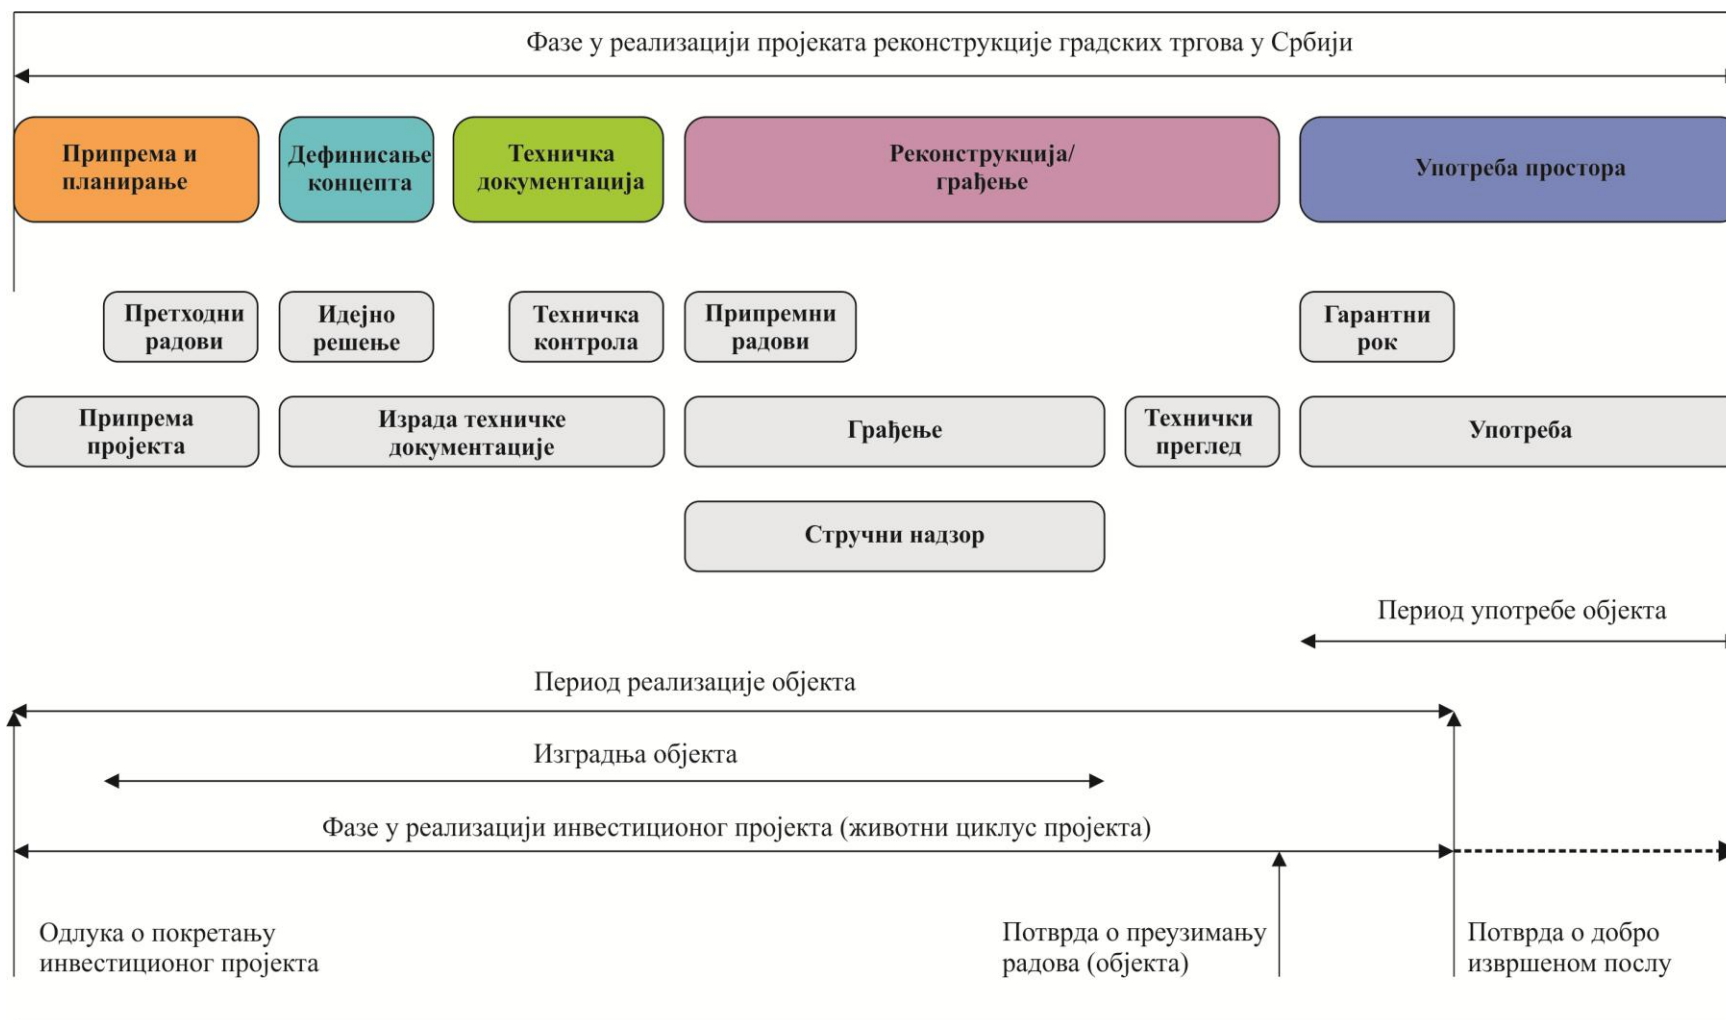 Фазе у реализацији пројеката реконструкције градских тргова у Србији
Припрема и
планирање
Дефинисање
концепта
Техничка
документација
Реконструкција/
грађење
Употреба простора
Претходни
радови
Идејно
решење
Техничка
контрола
Припремни
радови
Гарантни
рок
Припрема
пројекта
Израда техничке
документације
Грађење
Технички
преглед
Употреба
Стручни надзор
Период употребе објекта
Период реализације објекта
Изградња објекта
Фазе у реализацији инвестиционог пројекта (животни циклус пројекта)
Одлука о покретању
инвестиционог пројекта
Потврда о преузимању
радова (објекта)
Потврда о добро
извршеном послу